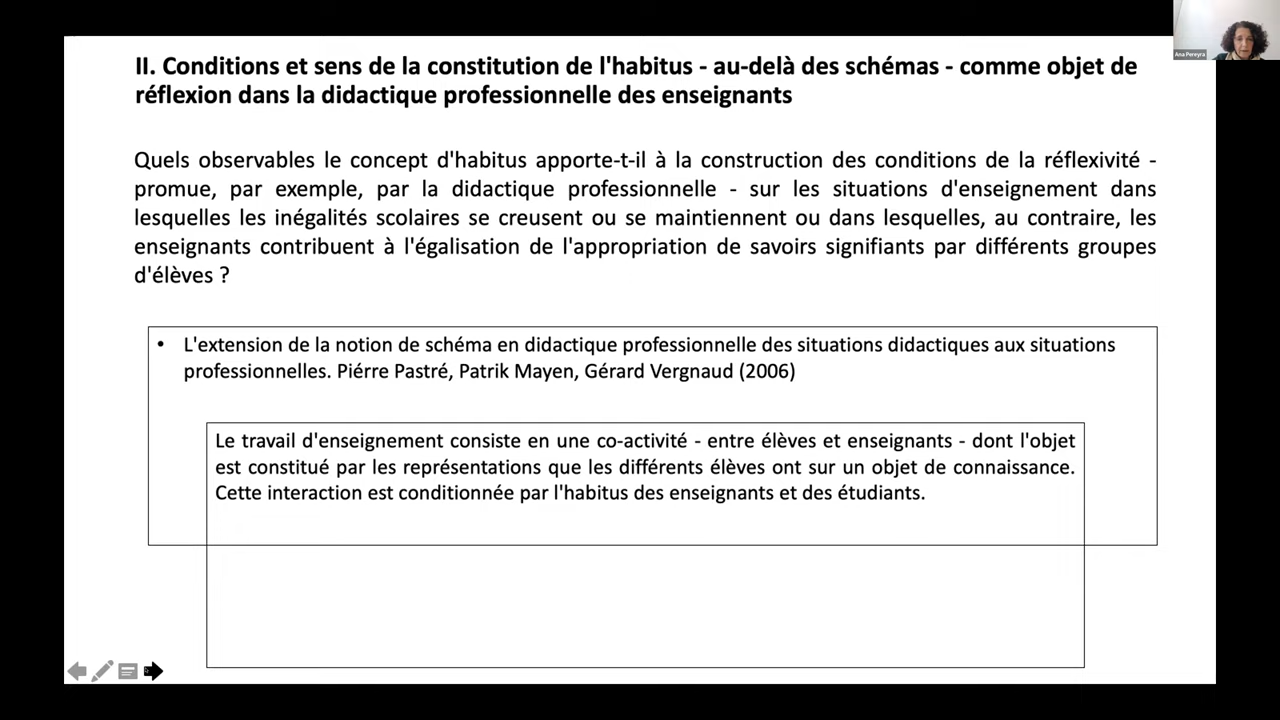 Ana Pereyra
II. Conditions et sens de la constitution de l'habitus - au-delà des schémas - comme objet de
réflexion dans la didactique professionnelle des enseignants
Quels observables le concept d'habitus apporte-t-il à la construction des conditions de la réflexivité -
promue, par exemple, par la didactique professionnelle - sur les situations d'enseignement dans
lesquelles les inégalités scolaires se creusent ou se maintiennent ou dans lesquelles, au contraire, les
enseignants contribuent à l'égalisation de l'appropriation de savoirs signifiants par différents groupes
d'élèves ?
• L'extension de la notion de schéma en didactique professionnelle des situations didactiques aux situations
professionnelles. Piérre Pastré, Patrik Mayen, Gérard Vergnaud (2006)
Le travail d'enseignement consiste en une co-activité - entre élèves et enseignants - dont l'objet
est constitué par les représentations que les différents élèves ont sur un objet de connaissance.
Cette interaction est conditionnée par l'habitus des enseignants et des étudiants.